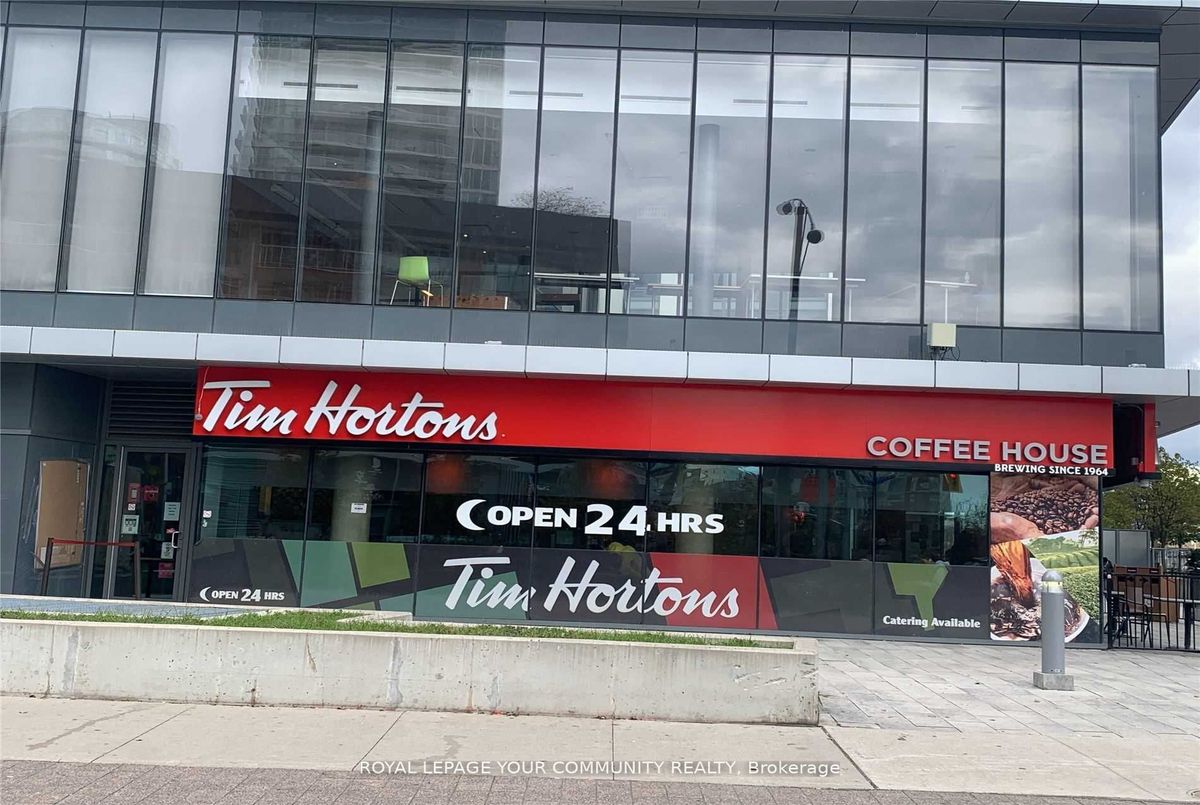 Tim Hortons
COFFEE HOUSE
BREWING SINCE 1964
OPEN 24 HRS
Tim Hortons
OPEN 24 HRS
Catering Available
ROYAL LEPAGE YOUR COMMUNITY REALTY, Brokerage